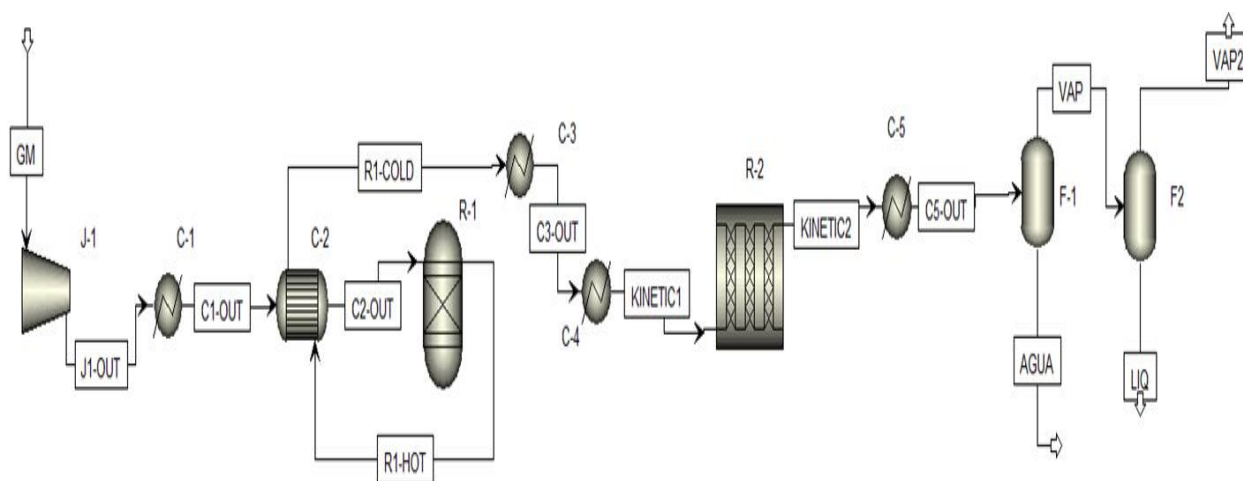 GM
J-1
J1-OUT
C-1
C1-OUT
C-2
C2-OUT
R-1
R1-HOT
R1-COLD
C-3
C3-OUT
C-4
KINETIC1
R-2
KINETIC2
C-5
C5-OUT
F-1
VAP
AGUA
F2
VAP2
LIQ